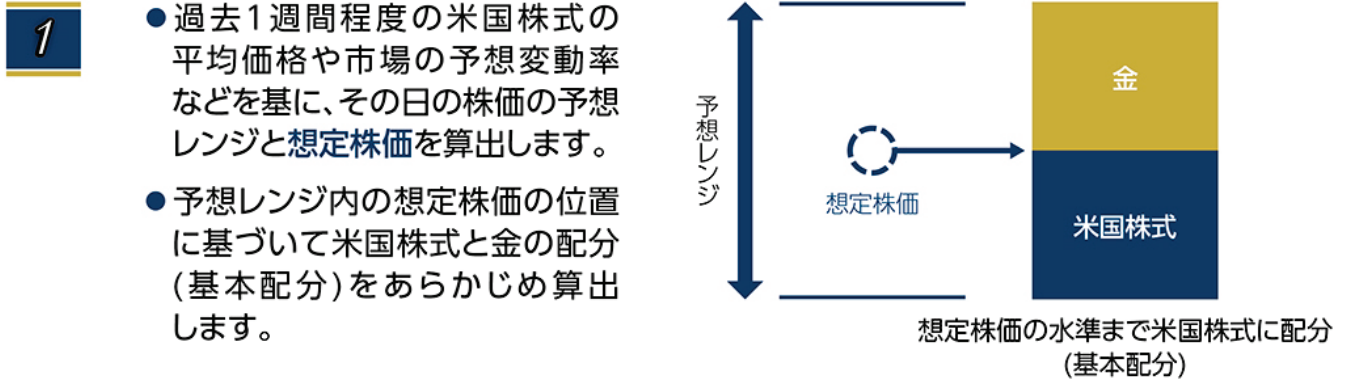 1
●過去1週間程度の米国株式の
平均価格や市場の予想変動率
などを基に、その日の株価の予想
レンジと想定株価を算出します。
●予想レンジ内の想定株価の位置
に基づいて米国株式と金の配分
(基本配分)をあらかじめ算出
します。
予想レンジ
想定株価
金
米国株式
想定株価の水準まで米国株式に配分
(基本配分)